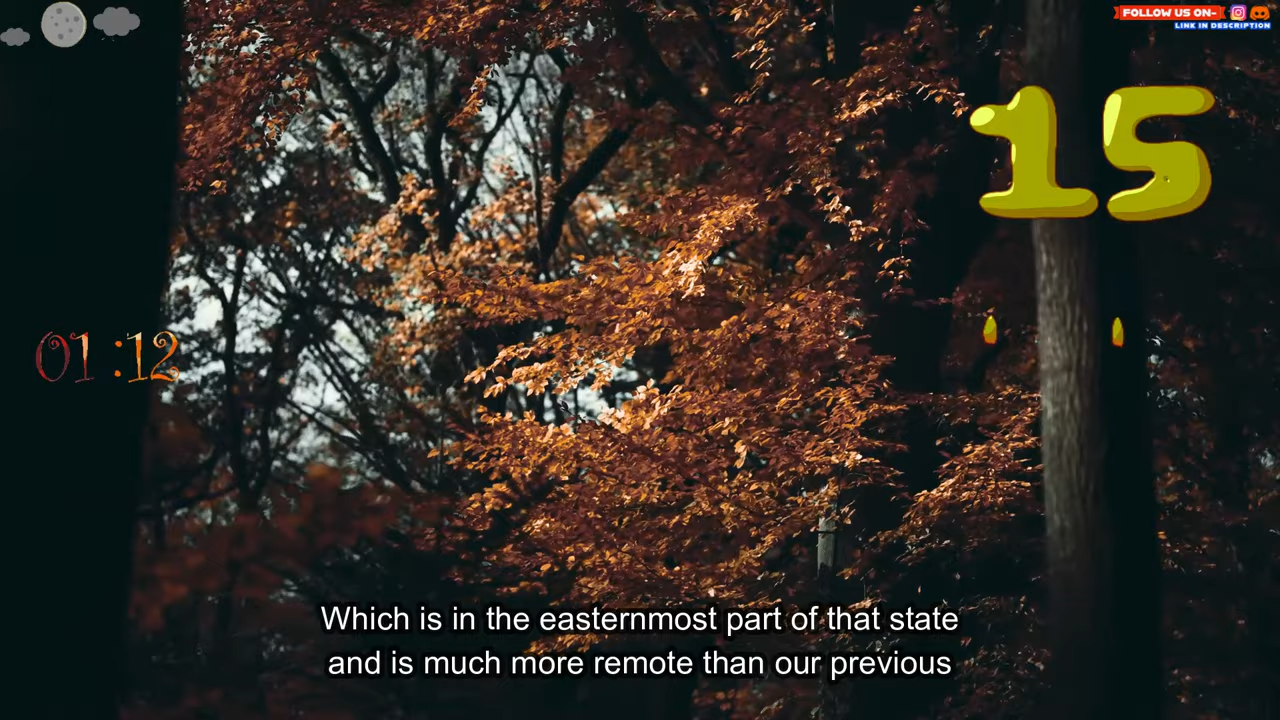 FOLLOW US ON-
LINK IN DESCRIPTION
15
01:12
Which is in the easternmost part of that state
and is much more remote than our previous